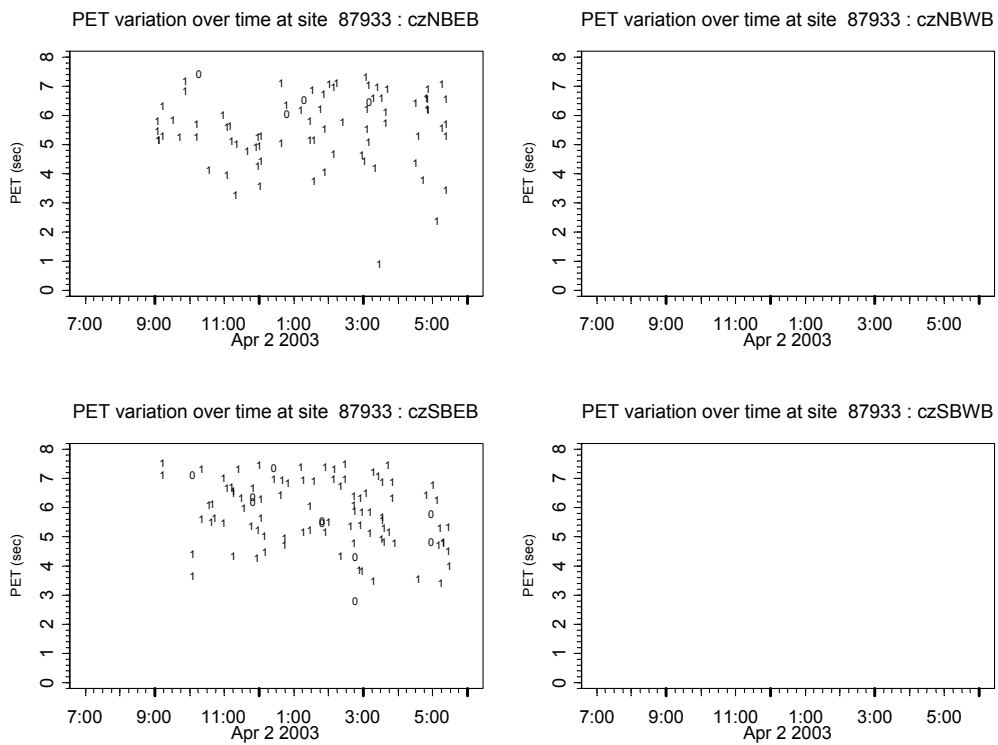 PET variation over time at site 87933 : czNBEB
PET (sec)
8
7
6
5
4
3
2
1
0
7:00 9:00 11:00 1:00 3:00 5:00
Apr 2 2003
PET variation over time at site 87933 : czNBWB
PET (sec)
8
7
6
5
4
3
2
1
0
7:00 9:00 11:00 1:00 3:00 5:00
Apr 2 2003
PET variation over time at site 87933 : czSBEB
PET (sec)
8
7
6
5
4
3
2
1
0
7:00 9:00 11:00 1:00 3:00 5:00
Apr 2 2003
PET variation over time at site 87933 : czSBWB
PET (sec)
8
7
6
5
4
3
2
1
0
7:00 9:00 11:00 1:00 3:00 5:00
Apr 2 2003